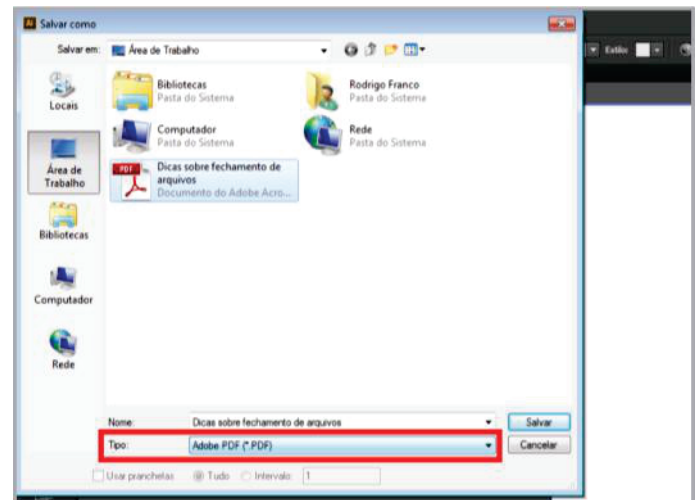 Ai Salvar como
Salvar em: Área de Trabalho
Estilo:
Locais
Bibliotecas
Pasta do Sistema
Rodrigo Franco
Pasta do Sistema
Computador
Pasta do Sistema
Rede
Pasta do Sistema
Área de
Trabalho
PDF
Dicas sobre fechamento de
arquivos
Documento do Adobe Acro...
Bibliotecas
Computador
Rede
Nome: Dicas sobre fechamento de arquivos
Salvar
Tipo: Adobe PDF (*.PDF)
Cancelar
Usar pranchetas Tudo Intervalo: 1